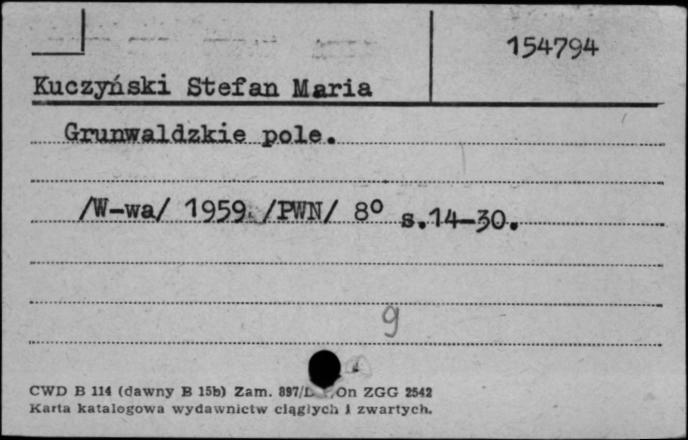 154794
Kuczyński Stefan Maria
Grunwaldzkie pole.
/W-wa/ 1959 /PWN/ 8° s.14-30.
9
CWD B 114 (dawny B 15b) Zam. 897/ On ZGG 2542
Karta katalogowa wydawnictw ciągłych i zwartych.